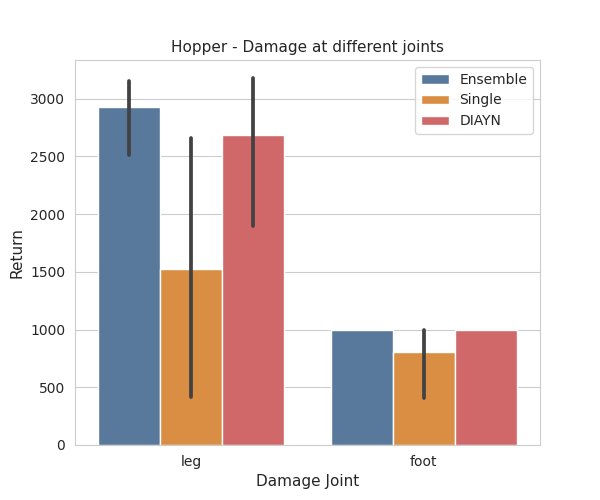 Hopper - Damage at different joints
Ensemble
Single
DIAYN
Return
3000
2500
2000
1500
1000
500
0
leg
foot
Damage Joint